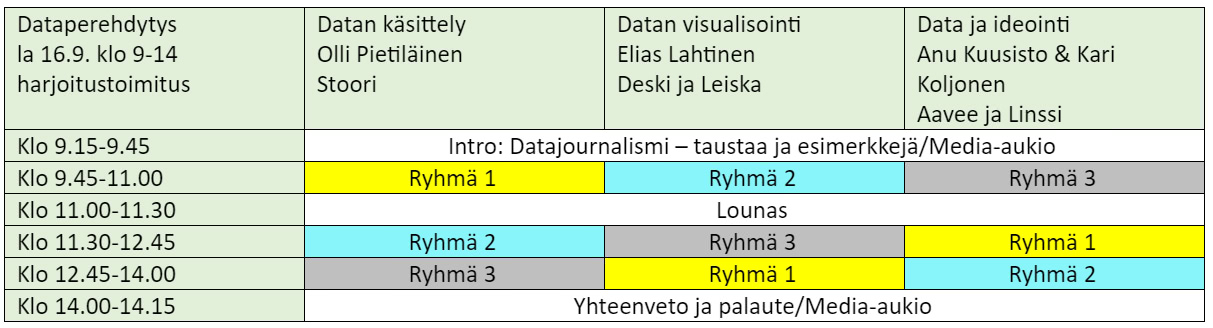 Dataperehdytys
la 16.9. klo 9-14
harjoitustoimitus
Datan käsittely
Olli Pietiläinen
Stoori
Datan visualisointi
Elias Lahtinen
Deski ja Leiska
Data ja ideointi
Anu Kuusisto & Kari
Koljonen
Aavee ja Linssi
Klo 9.15-9.45
Intro: Datajournalismi – taustaa ja esimerkkejä/Media-aukio
Klo 9.45-11.00
Ryhmä 1
Ryhmä 2
Ryhmä 3
Klo 11.00-11.30
Lounas
Klo 11.30-12.45
Ryhmä 2
Ryhmä 3
Ryhmä 1
Klo 12.45-14.00
Ryhmä 3
Ryhmä 1
Ryhmä 2
Klo 14.00-14.15
Yhteenveto ja palaute/Media-aukio